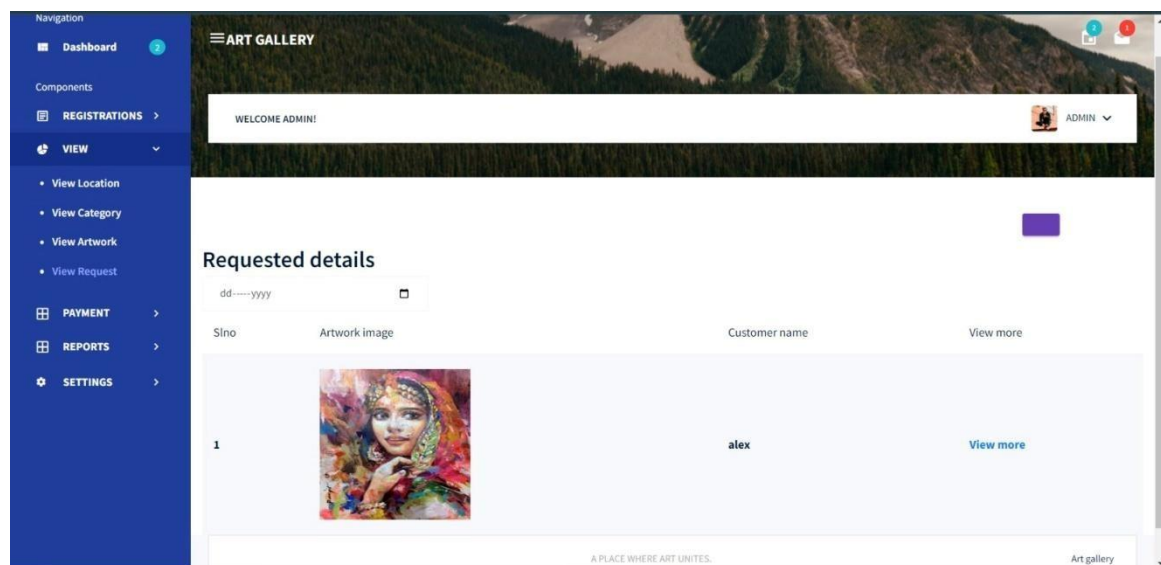 Navigation
Dashboard 2
Components
REGISTRATIONS
VIEW
View Location
View Category
View Artwork
View Request
PAYMENT
REPORTS
SETTINGS
ART GALLERY
2 1
WELCOME ADMIN!
ADMIN
Requested details
dd-----yyyy
Slno Artwork image Customer name View more
1 alex View more
A PLACE WHERE ART UNITES.
Art gallery